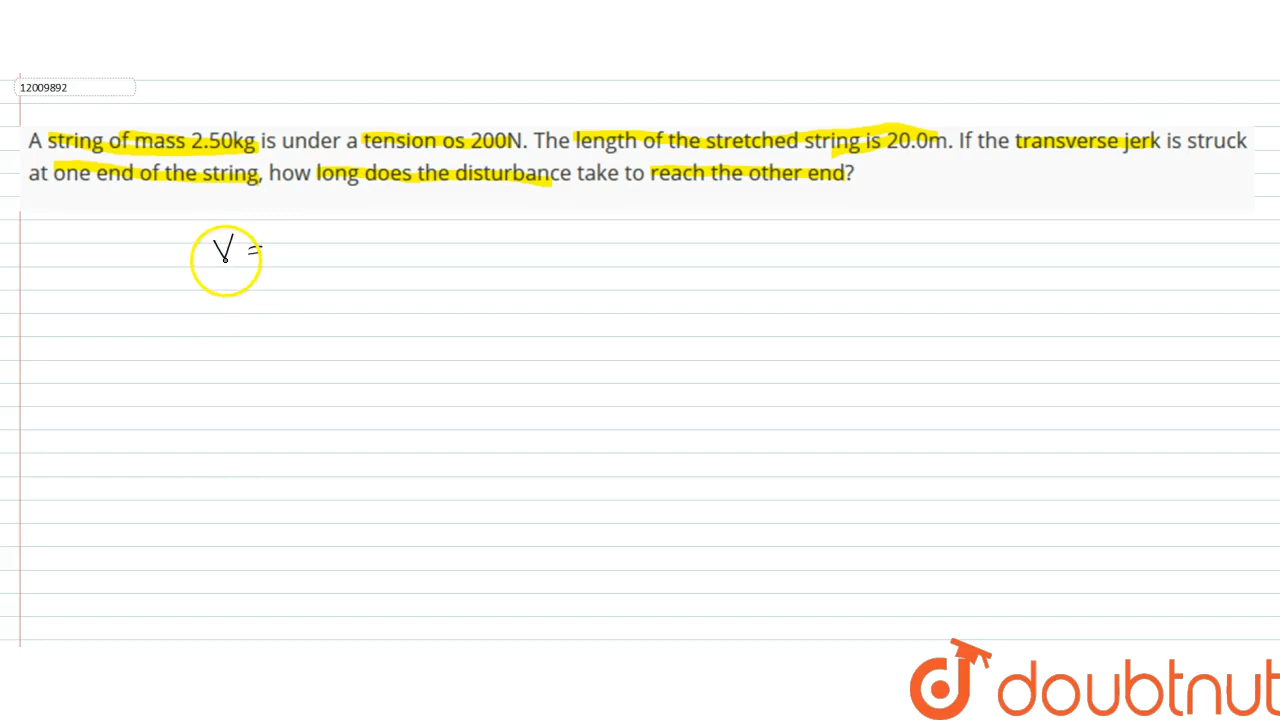 12009892
A string of mass 2.50kg is under a tension os 200N. The length of the stretched string is 20.0m. If the transverse jerk is struck
at one end of the string, how long does the disturbance take to reach the other end?
V =
doubtnut